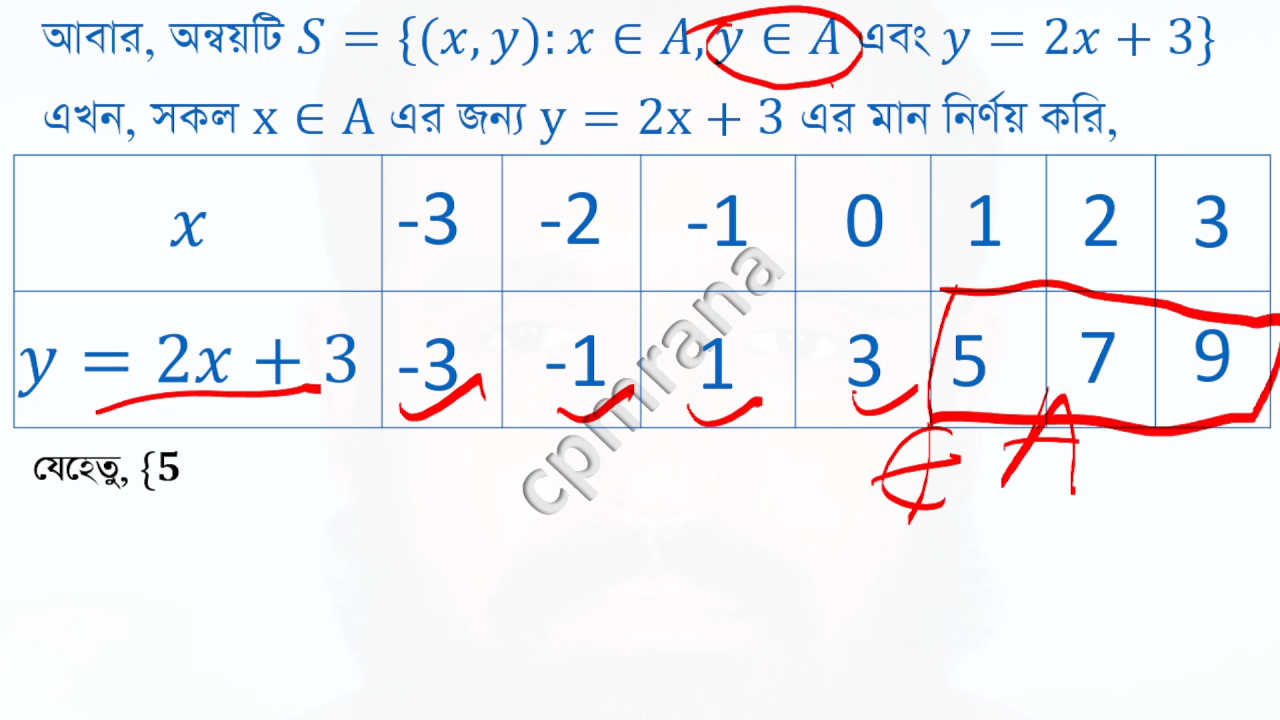 আবার, অন্বয়টি S = {(x, y): x ∈ A, y ∈ A এবং y = 2x + 3}
এখন, সকল x ∈ A এর জন্য y = 2x + 3 এর মান নির্ণয় করি,
x -3 -2 -1 0 1 2 3
y = 2x + 3 -3 -1 1 3 5 7 9
∉ A
যেহেতু, {5
cpmrana